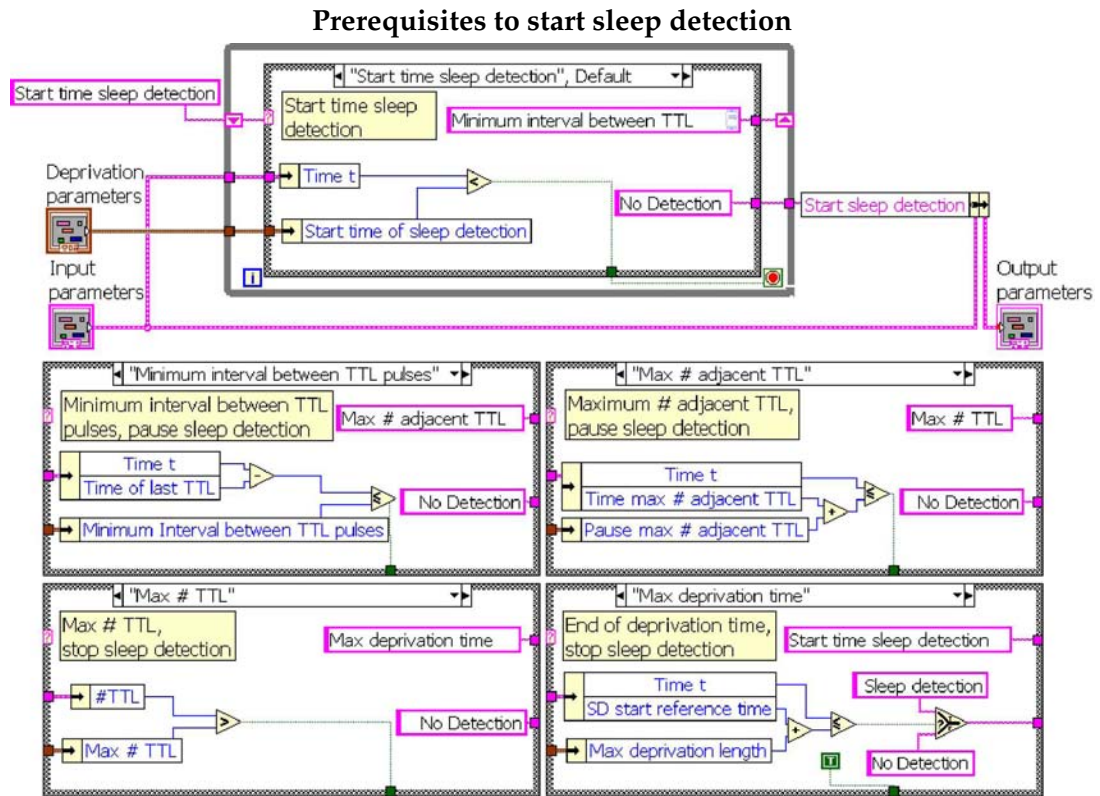 Prerequisites to start sleep detection
"Start time sleep detection", Default
Start time sleep detection
Start time sleep
detection
Minimum interval between TTL
Deprivation
parameters
Time t
<
No Detection
Start sleep detection
Start time of sleep detection
Input
parameters
i
Output
parameters
"Minimum interval between TTL pulses"
Minimum interval between TTL
pulses, pause sleep detection
Max # adjacent TTL
Time t
Time of last TTL
-
≤
No Detection
Minimum Interval between TTL pulses
"Max # adjacent TTL"
Maximum # adjacent TTL,
pause sleep detection
Max # TTL
Time t
Time max # adjacent TTL
≤
No Detection
+
Pause max # adjacent TTL
"Max # TTL"
Max # TTL,
stop sleep detection
Max deprivation time
#TTL
>
No Detection
Max # TTL
"Max deprivation time"
End of deprivation time,
stop sleep detection
Start time sleep detection
Time t
Sleep detection
SD start reference time
+
≤
?
Max deprivation length
T
No Detection